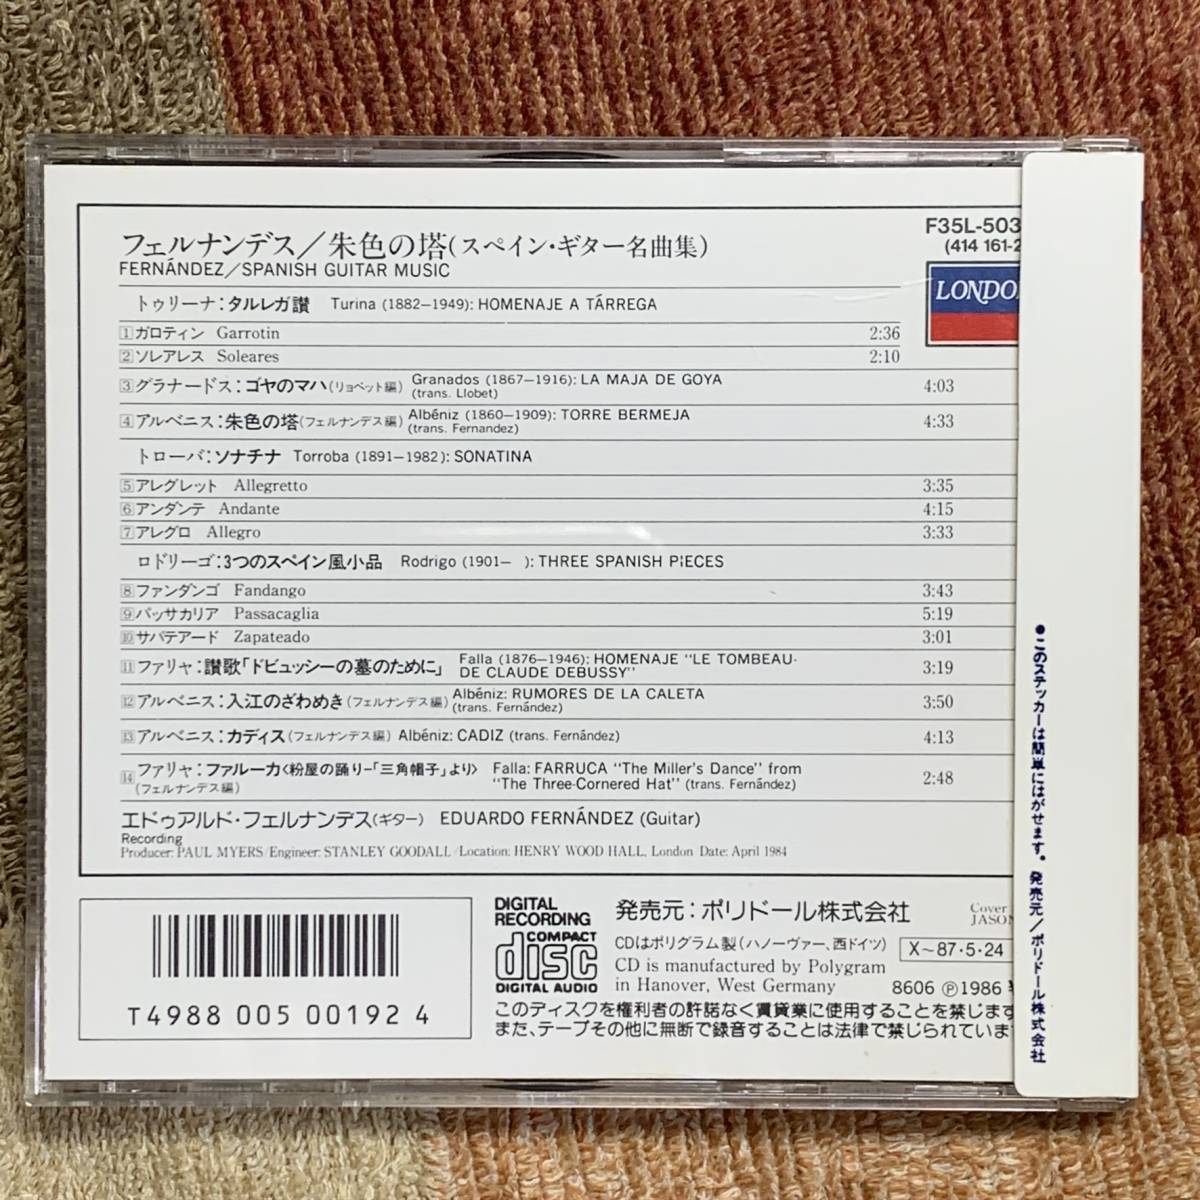 フェルナンデス／朱色の塔（スペイン・ギター名曲集）
FERNÁNDEZ／SPANISH GUITAR MUSIC
F35L-503
(414 161-2
LONDON
トゥリーナ：タルレガ讃 Turina (1882–1949): HOMENAJE A TÁRREGA
1 ガロティン Garrotin 2:36
2 ソレアレス Soleares 2:10
3 グラナードス：ゴヤのマハ（リョベット編） Granados (1867–1916): LA MAJA DE GOYA 4:03
(trans. Llobet)
4 アルベニス：朱色の塔（フェルナンデス編） Albéniz (1860–1909): TORRE BERMEJA 4:33
(trans. Fernandez)
トローバ：ソナチナ Torroba (1891–1982): SONATINA
5 アレグレット Allegretto 3:35
6 アンダンテ Andante 4:15
7 アレグロ Allegro 3:33
ロドリーゴ：3つのスペイン風小品 Rodrigo (1901– ): THREE SPANISH PIECES
8 ファンダンゴ Fandango 3:43
9 パッサカリア Passacaglia 5:19
10 サパテアード Zapateado 3:01
11 ファリャ：讃歌「ドビュッシーの墓のために」 Falla (1876–1946): HOMENAJE "LE TOMBEAU- 3:19
DE CLAUDE DEBUSSY"
12 アルベニス：入江のざわめき（フェルナンデス編） Albéniz: RUMORES DE LA CALETA 3:50
(trans. Fernández)
13 アルベニス：カディス（フェルナンデス編） Albéniz: CADIZ (trans. Fernández) 4:13
14 ファリャ：ファルーカ〈粉屋の踊り–「三角帽子」より〉 Falla: FARRUCA "The Miller's Dance" from 2:48
（フェルナンデス編） "The Three-Cornered Hat" (trans. Fernández)
エドゥアルド・フェルナンデス（ギター） EDUARDO FERNÁNDEZ (Guitar)
Recording
Producer: PAUL MYERS/Engineer: STANLEY GOODALL/Location: HENRY WOOD HALL, London Date: April 1984
T4988 005 00192 4
DIGITAL RECORDING
COMPACT disc DIGITAL AUDIO
発売元：ポリドール株式会社
Cover
JASON
CDはポリグラム製（ハノーヴァー、西ドイツ）
CD is manufactured by Polygram
in Hanover, West Germany
X～87・5・24
8606 Ⓟ1986
このディスクを権利者の許諾なく賃貸業に使用することを禁じます
また、テープその他に無断で録音することは法律で禁じられています
●このステッカーは簡単にはがせます。発売元／ポリドール株式会社